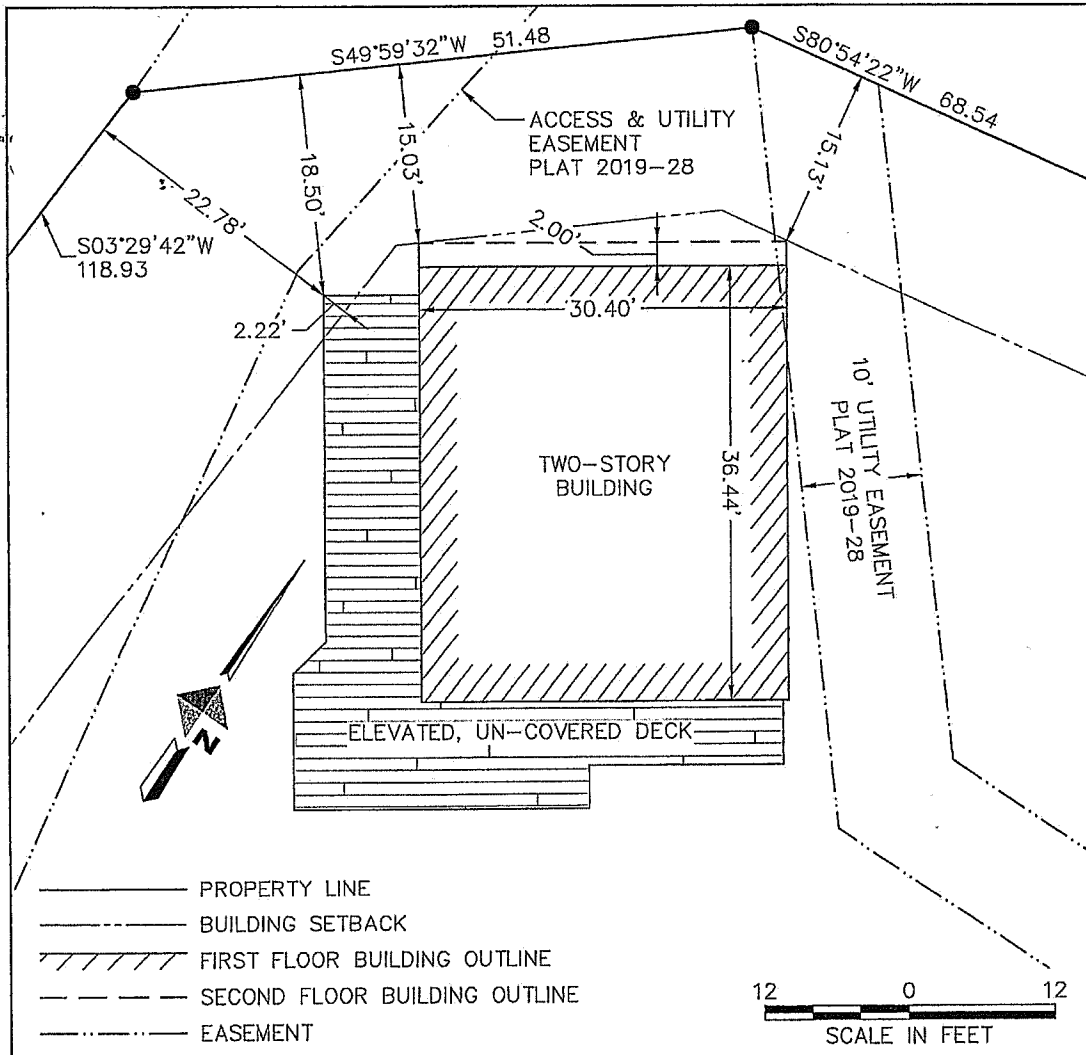 S49°59'32"W 51.48
S80°54'22"W 68.54
ACCESS & UTILITY
EASEMENT
PLAT 2019-28
15.03'
18.50'
15.13'
22.78'
S03°29'42"W
118.93
2.00'
30.40'
2.22'
10' UTILITY EASEMENT
PLAT 2019-28
TWO-STORY
BUILDING
36.44'
N
ELEVATED, UN-COVERED DECK
PROPERTY LINE
BUILDING SETBACK
FIRST FLOOR BUILDING OUTLINE
SECOND FLOOR BUILDING OUTLINE
EASEMENT
12 0 12
SCALE IN FEET